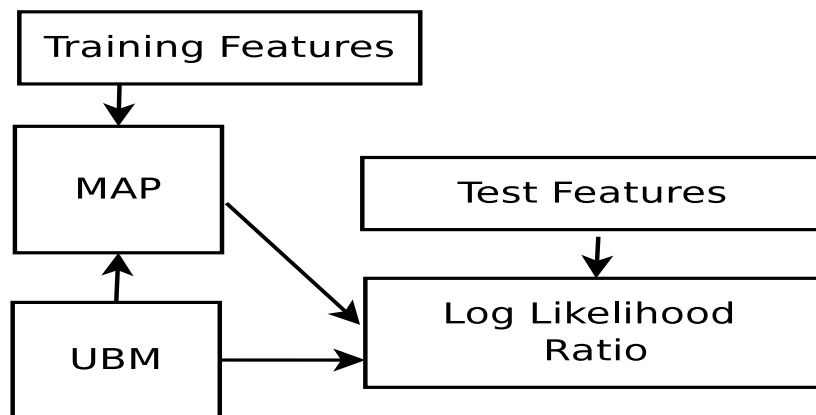 Training Features
MAP
Test Features
Log Likelihood
Ratio
UBM